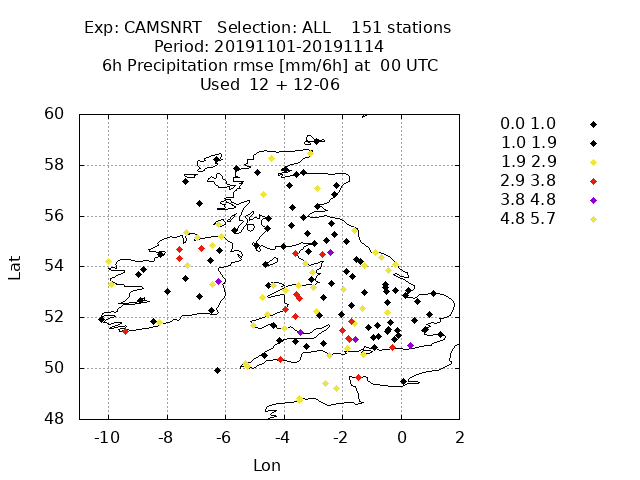 Exp: CAMSNRT   Selection: ALL    151 stations
Period: 20191101-20191114
6h Precipitation rmse [mm/6h] at  00 UTC
Used  12 + 12-06
60
58
56
54
52
50
48
Lat
-10 -8 -6 -4 -2 0 2
Lon
0.0 1.0
1.0 1.9
1.9 2.9
2.9 3.8
3.8 4.8
4.8 5.7